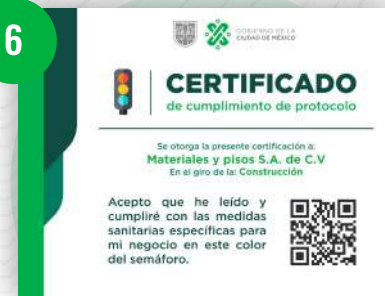 6
GOBIERNO DE LA
CIUDAD DE MÉXICO
CERTIFICADO
de cumplimiento de protocolo
Se otorga la presente certificación a:
Materiales y pisos S.A. de C.V
En el giro de la: Construcción
Acepto que he leído y
cumpliré con las medidas
sanitarias específicas para
mi negocio en este color
del semáforo.